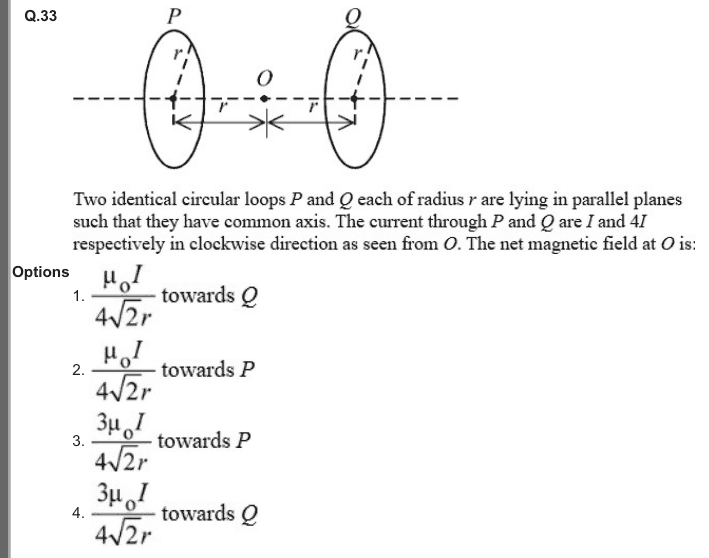 Q.33
P Q
r r
O
r r
Two identical circular loops P and Q each of radius r are lying in parallel planes
such that they have common axis. The current through P and Q are I and 4I
respectively in clockwise direction as seen from O. The net magnetic field at O is:
Options
1. μ₀I / 4√2r towards Q
2. μ₀I / 4√2r towards P
3. 3μ₀I / 4√2r towards P
4. 3μ₀I / 4√2r towards Q